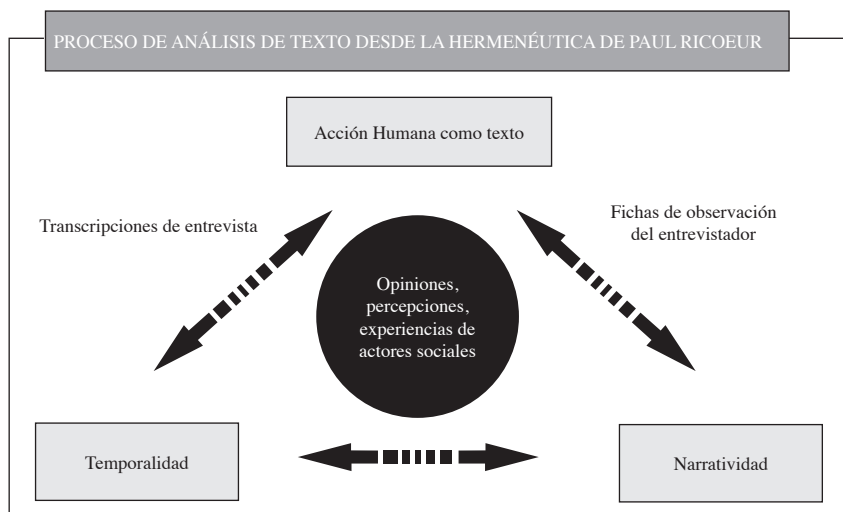 PROCESO DE ANÁLISIS DE TEXTO DESDE LA HERMENÉUTICA DE PAUL RICOEUR
Acción Humana como texto
Transcripciones de entrevista
Fichas de observación
del entrevistador
Opiniones,
percepciones,
experiencias de
actores sociales
Temporalidad
Narratividad